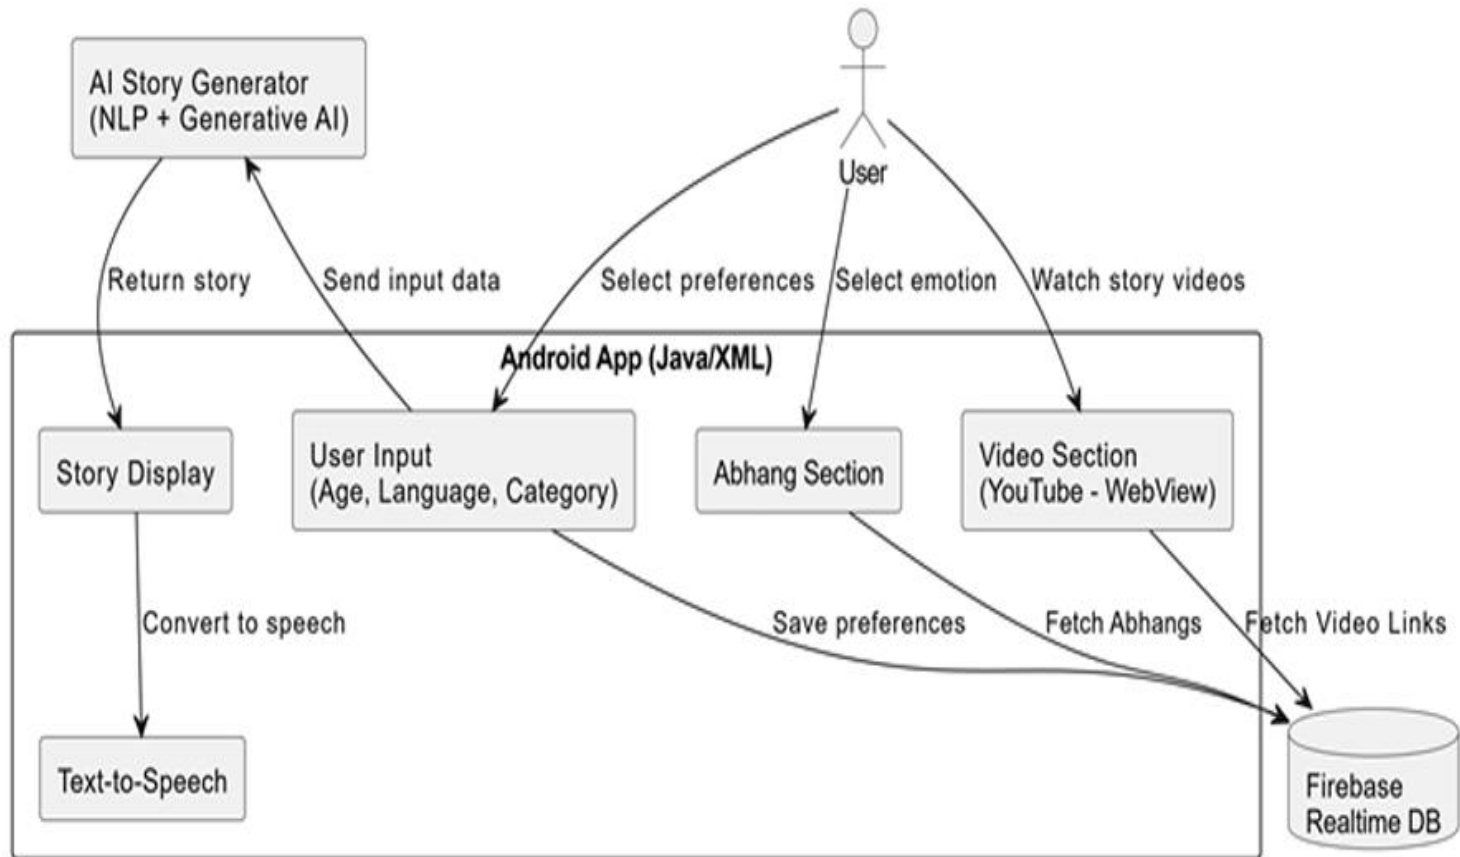 AI Story Generator
(NLP + Generative AI)
User
Return story
Send input data
Select preferences
Select emotion
Watch story videos
Android App (Java/XML)
Story Display
User Input
(Age, Language, Category)
Abhang Section
Video Section
(YouTube - WebView)
Convert to speech
Save preferences
Fetch Abhangs
Fetch Video Links
Text-to-Speech
Firebase
Realtime DB